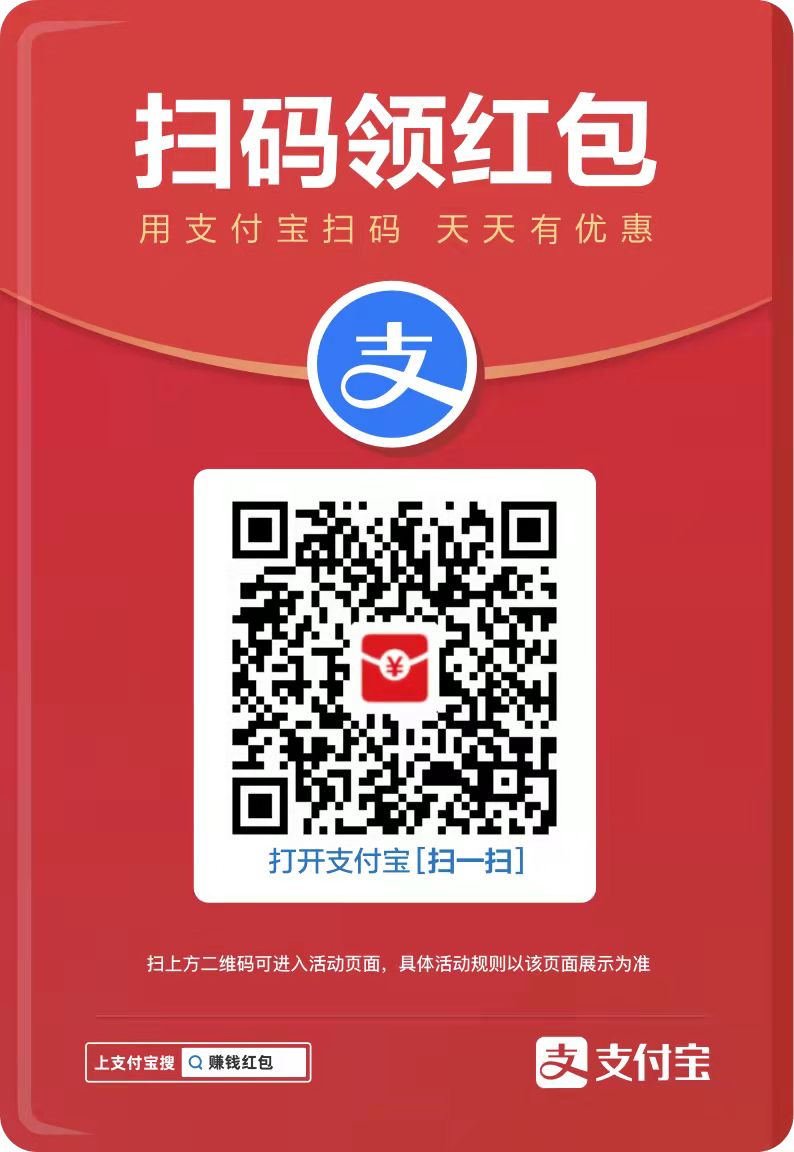 扫码领红包
用支付宝扫码 天天有优惠
支
¥
打开支付宝[扫一扫]
扫上方二维码可进入活动页面，具体活动规则以该页面展示为准
上支付宝搜 赚钱红包
支 支付宝